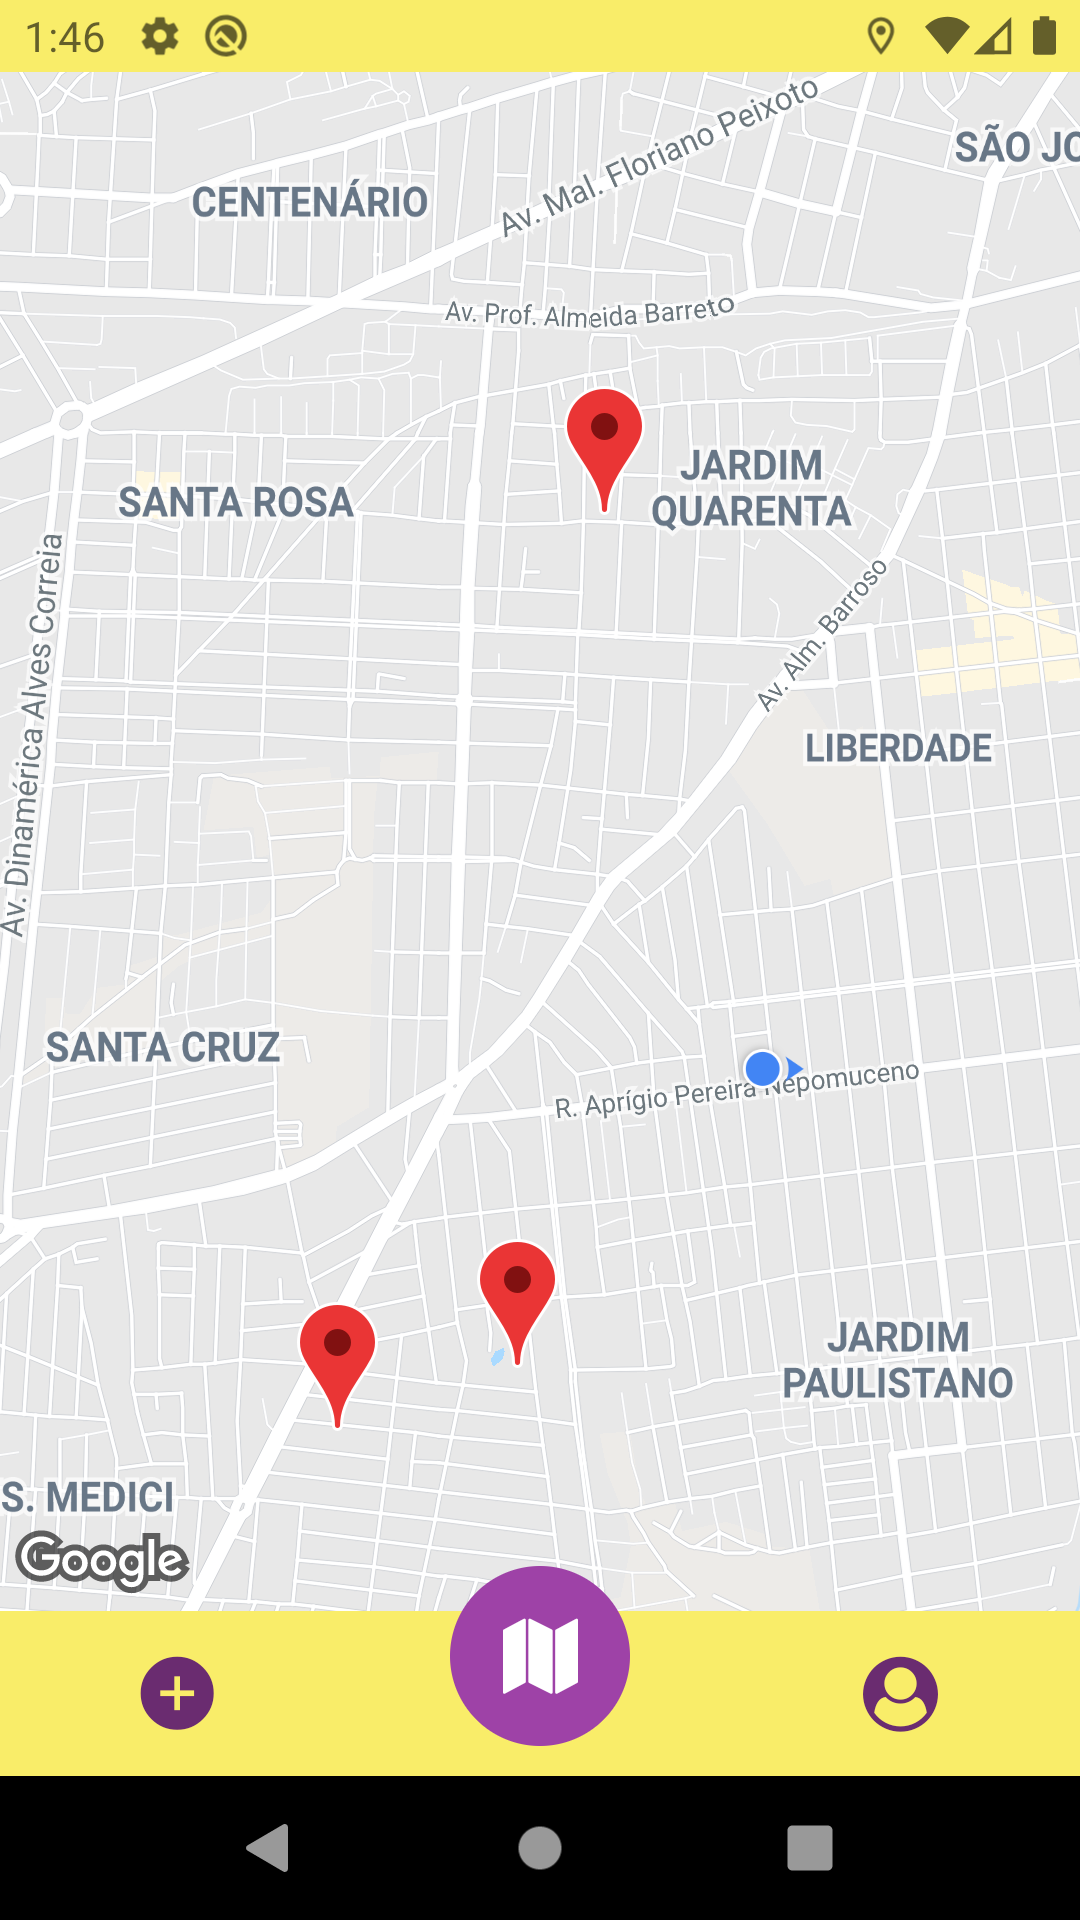 1:46
Av. Mal. Floriano Peixoto
SÃO JO
CENTENÁRIO
Av. Prof. Almeida Barreto
JARDIM
QUARENTA
SANTA ROSA
Av. Dinamérica Alves Correia
Av. Alm. Barroso
LIBERDADE
SANTA CRUZ
R. Aprígio Pereira Nepomuceno
JARDIM
PAULISTANO
S. MEDICI
Google